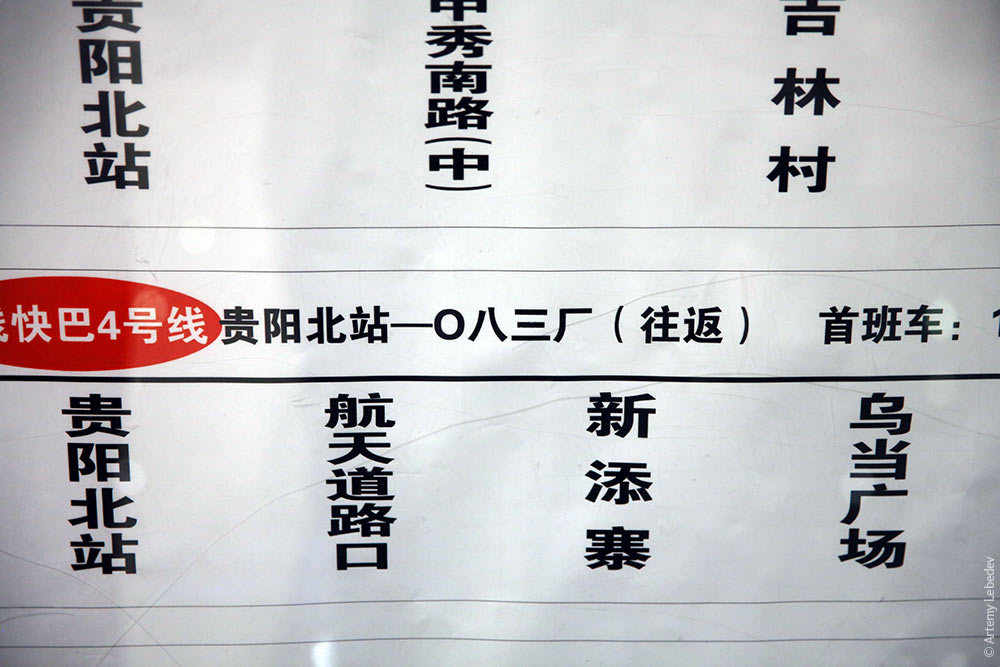 贵阳北站
甲秀南路(中)
吉林村
快巴4号线 贵阳北站—O八三厂（往返） 首班车：
贵阳北站
航天道路口
新添寨
乌当广场
© Artemy Lebedev